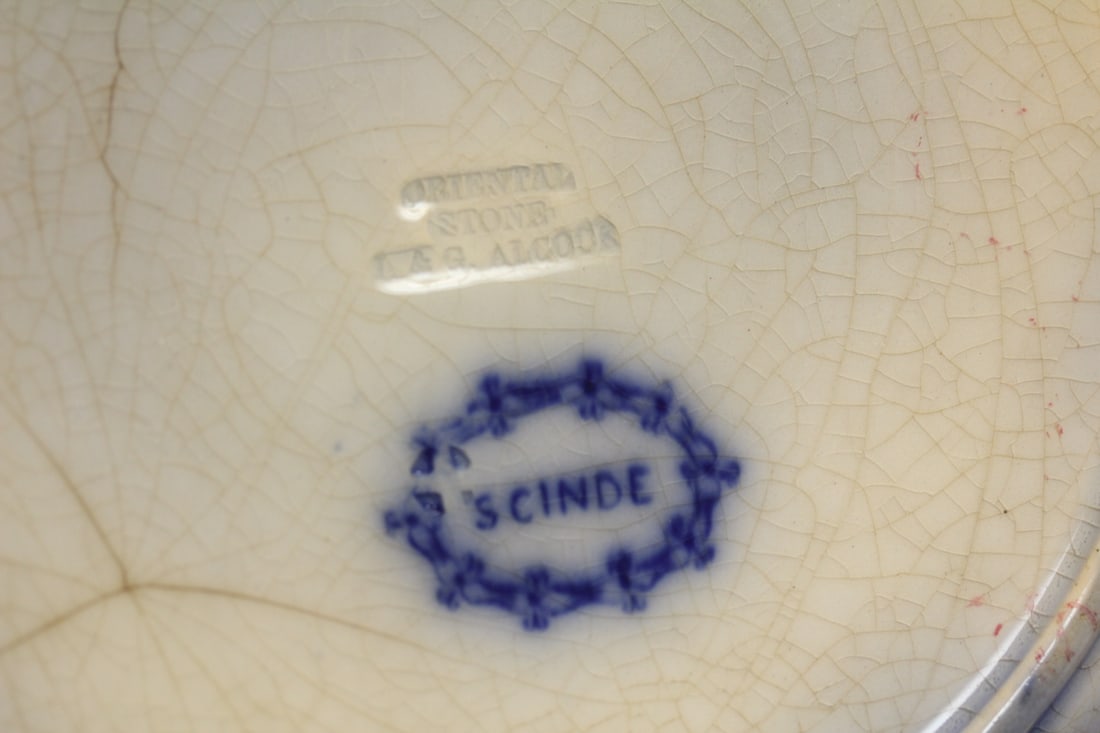 ORIENTAL
STONE
& G. ALCOCK
SCINDE